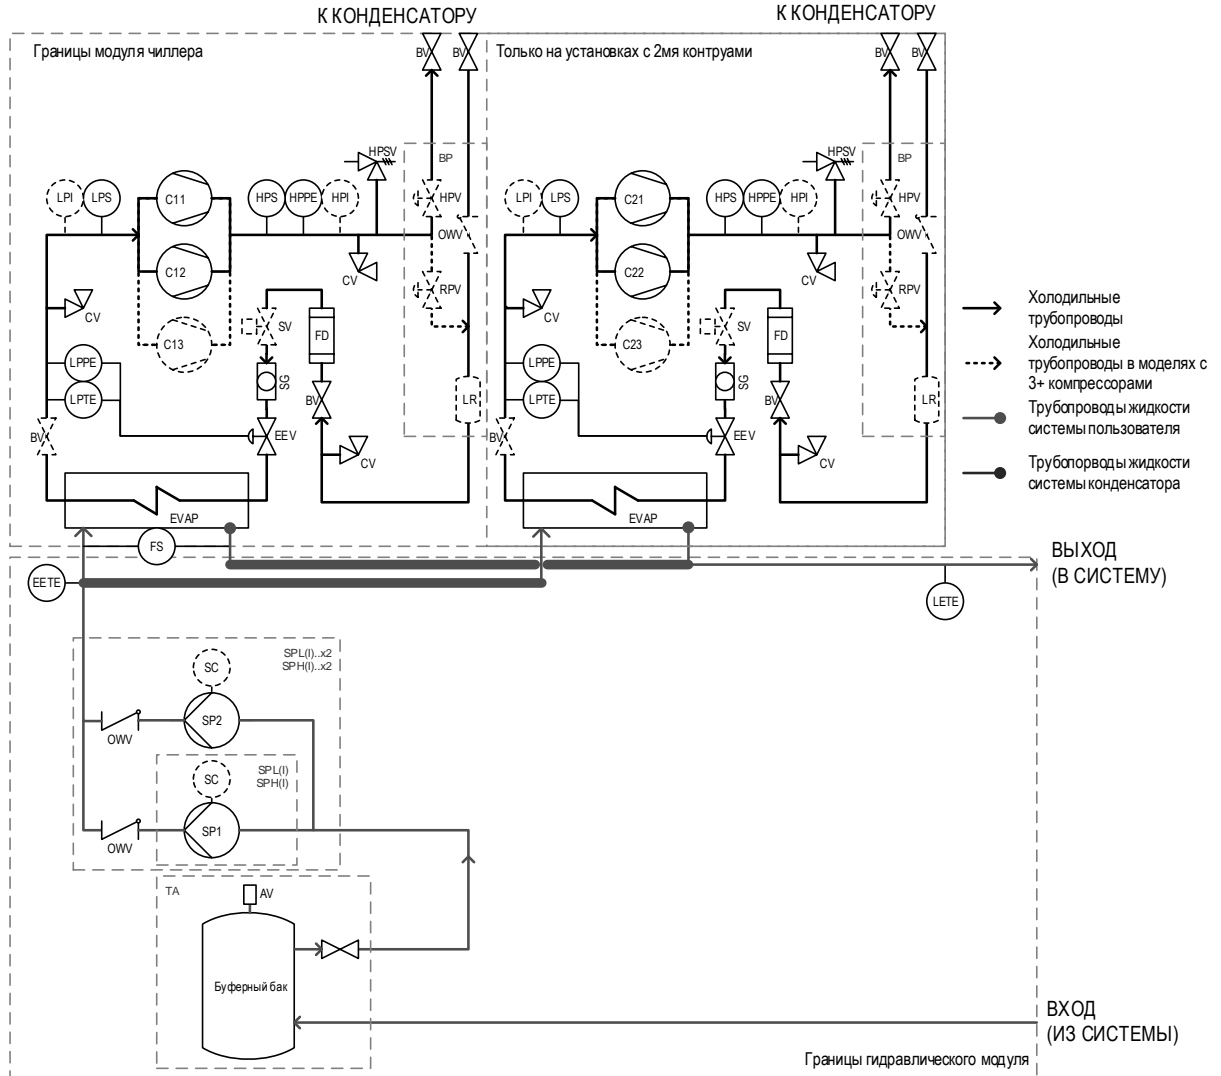 К КОНДЕНСАТОРУ
К КОНДЕНСАТОРУ
Границы модуля чиллера
BV
BV
Только на установках с 2мя контруами
BV
BV
HPSV
BP
HPSV
BP
LPI
LPS
C11
HPS
HPPE
HPI
HPV
LPI
LPS
C21
HPS
HPPE
HPI
HPV
OWV
OWV
C12
CV
RPV
C22
CV
RPV
CV
SV
FD
CV
SV
FD
C13
C23
LPPE
SG
LPPE
SG
LPTE
BV
LR
LPTE
BV
LR
BV
EEV
BV
EEV
CV
CV
EVAP
EVAP
Холодильные
трубопроводы
Холодильные
трубопроводы в моделях с
3+ компрессорами
Трубопроводы жидкости
системы пользователя
Трубопорводы жидкости
системы конденсатора
FS
ВЫХОД
(В СИСТЕМУ)
EETE
LETE
SPL(I)..x2
SPH(I)..x2
SC
SP2
OWV
SPL(I)
SPH(I)
SC
SP1
OWV
TA
AV
Буферный бак
ВХОД
(ИЗ СИСТЕМЫ)
Границы гидравлического модуля